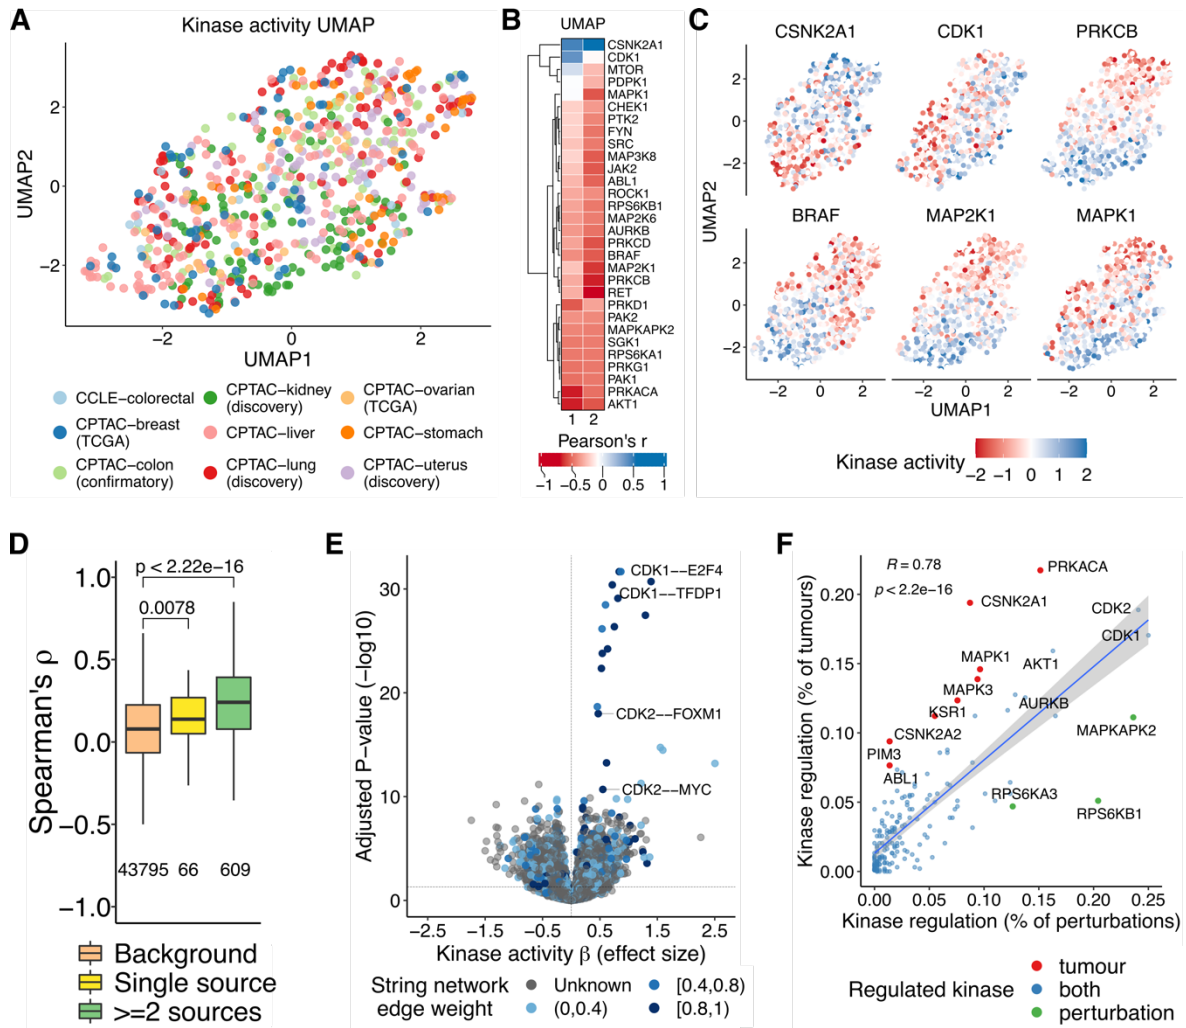 A
Kinase activity UMAP
UMAP2
2
0
−2
−2
0
2
UMAP1
CCLE−colorectal
CPTAC−breast
(TCGA)
CPTAC−colon
(confirmatory)
CPTAC−kidney
(discovery)
CPTAC−liver
CPTAC−lung
(discovery)
CPTAC−ovarian
(TCGA)
CPTAC−stomach
CPTAC−uterus
(discovery)
B
UMAP
CSNK2A1
CDK1
MTOR
PDPK1
MAPK1
CHEK1
PTK2
FYN
SRC
MAP3K8
JAK2
ABL1
ROCK1
RPS6KB1
MAP2K6
AURKB
PRKCD
BRAF
MAP2K1
PRKCB
RET
PRKD1
PAK2
MAPKAPK2
SGK1
RPS6KA1
PRKG1
PAK1
PRKACA
AKT1
1 2
Pearson's r
−1 −0.5 0 0.5 1
C
CSNK2A1
CDK1
PRKCB
2
0
−2
UMAP2
BRAF
MAP2K1
MAPK1
2
0
−2
−2 0 2
−2 0 2
−2 0 2
UMAP1
Kinase activity
−2 −1 0 1 2
D
p < 2.22e−16
0.0078
Spearman's ρ
1.0
0.5
0.0
−0.5
−1.0
43795 66 609
Background
Single source
>=2 sources
E
Adjusted P−value (−log10)
30
20
10
0
CDK1−−E2F4
CDK1−−TFDP1
CDK2−−FOXM1
CDK2−−MYC
−2.5 −1.5 −0.5 0.5 1.5 2.5
Kinase activity β (effect size)
String network
edge weight
Unknown
(0,0.4)
[0.4,0.8)
[0.8,1)
F
Kinase regulation (% of tumours)
R = 0.78
p<2.2e−16
0.20
0.15
0.10
0.05
0.00
PRKACA
CSNK2A1
CDK2
CDK1
MAPK1
AKT1
MAPK3
AURKB
KSR1
MAPKAPK2
CSNK2A2
PIM3
ABL1
RPS6KA3
RPS6KB1
0.00 0.05 0.10 0.15 0.20 0.25
Kinase regulation (% of perturbations)
Regulated kinase
tumour
both
perturbation